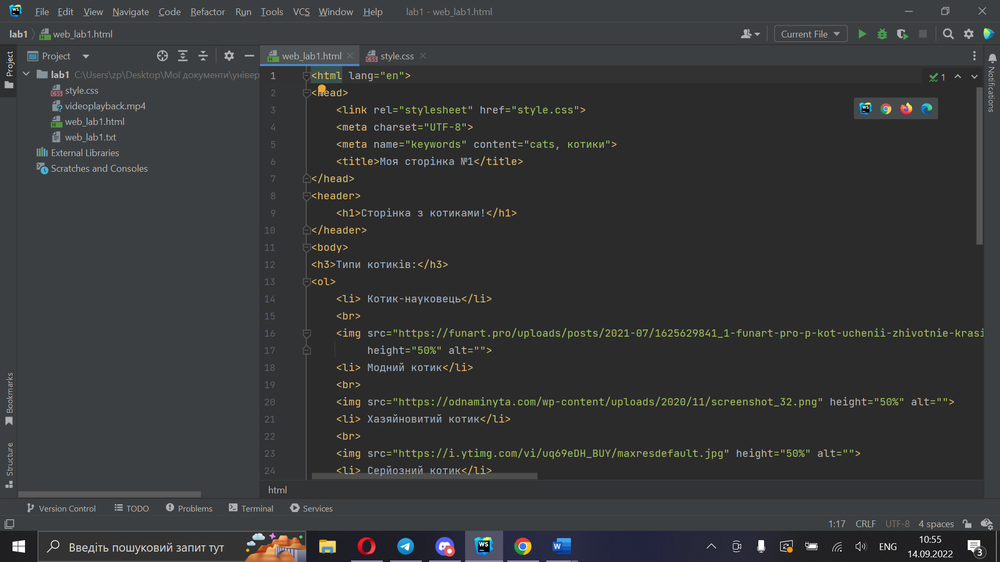 File Edit View Navigate Code Refactor Run Tools VCS Window Help lab1 - web_lab1.html
lab1 web_lab1.html
Current File
Project
Project
lab1 C:\Users\zp\Desktop\Мої документи\універ
style.css
videoplayback.mp4
web_lab1.html
web_lab1.txt
External Libraries
Scratches and Consoles
Bookmarks
Structure
web_lab1.html style.css
1
Notifications
1 <html lang="en">
2 <head>
3 <link rel="stylesheet" href="style.css">
4 <meta charset="UTF-8">
5 <meta name="keywords" content="cats, котики">
6 <title>Моя сторінка №1</title>
7 </head>
8 <header>
9 <h1>Сторінка з котиками!</h1>
10 </header>
11 <body>
12 <h3>Типи котиків:</h3>
13 <ol>
14 <li> Котик-науковець</li>
15 <br>
16 <img src="https://funart.pro/uploads/posts/2021-07/1625629841_1-funart-pro-p-kot-uchenii-zhivotnie-krasi
17 height="50%" alt="">
18 <li> Модний котик</li>
19 <br>
20 <img src="https://odnaminyta.com/wp-content/uploads/2020/11/screenshot_32.png" height="50%" alt="">
21 <li> Хазяйновитий котик</li>
22 <br>
23 <img src="https://i.ytimg.com/vi/uq69eDH_BUY/maxresdefault.jpg" height="50%" alt="">
24 <li> Серйозний котик</li>
html
Version Control TODO Problems Terminal Services
1:17 CRLF UTF-8 4 spaces
Введіть пошуковий запит тут
ENG
10:55
14.09.2022
3